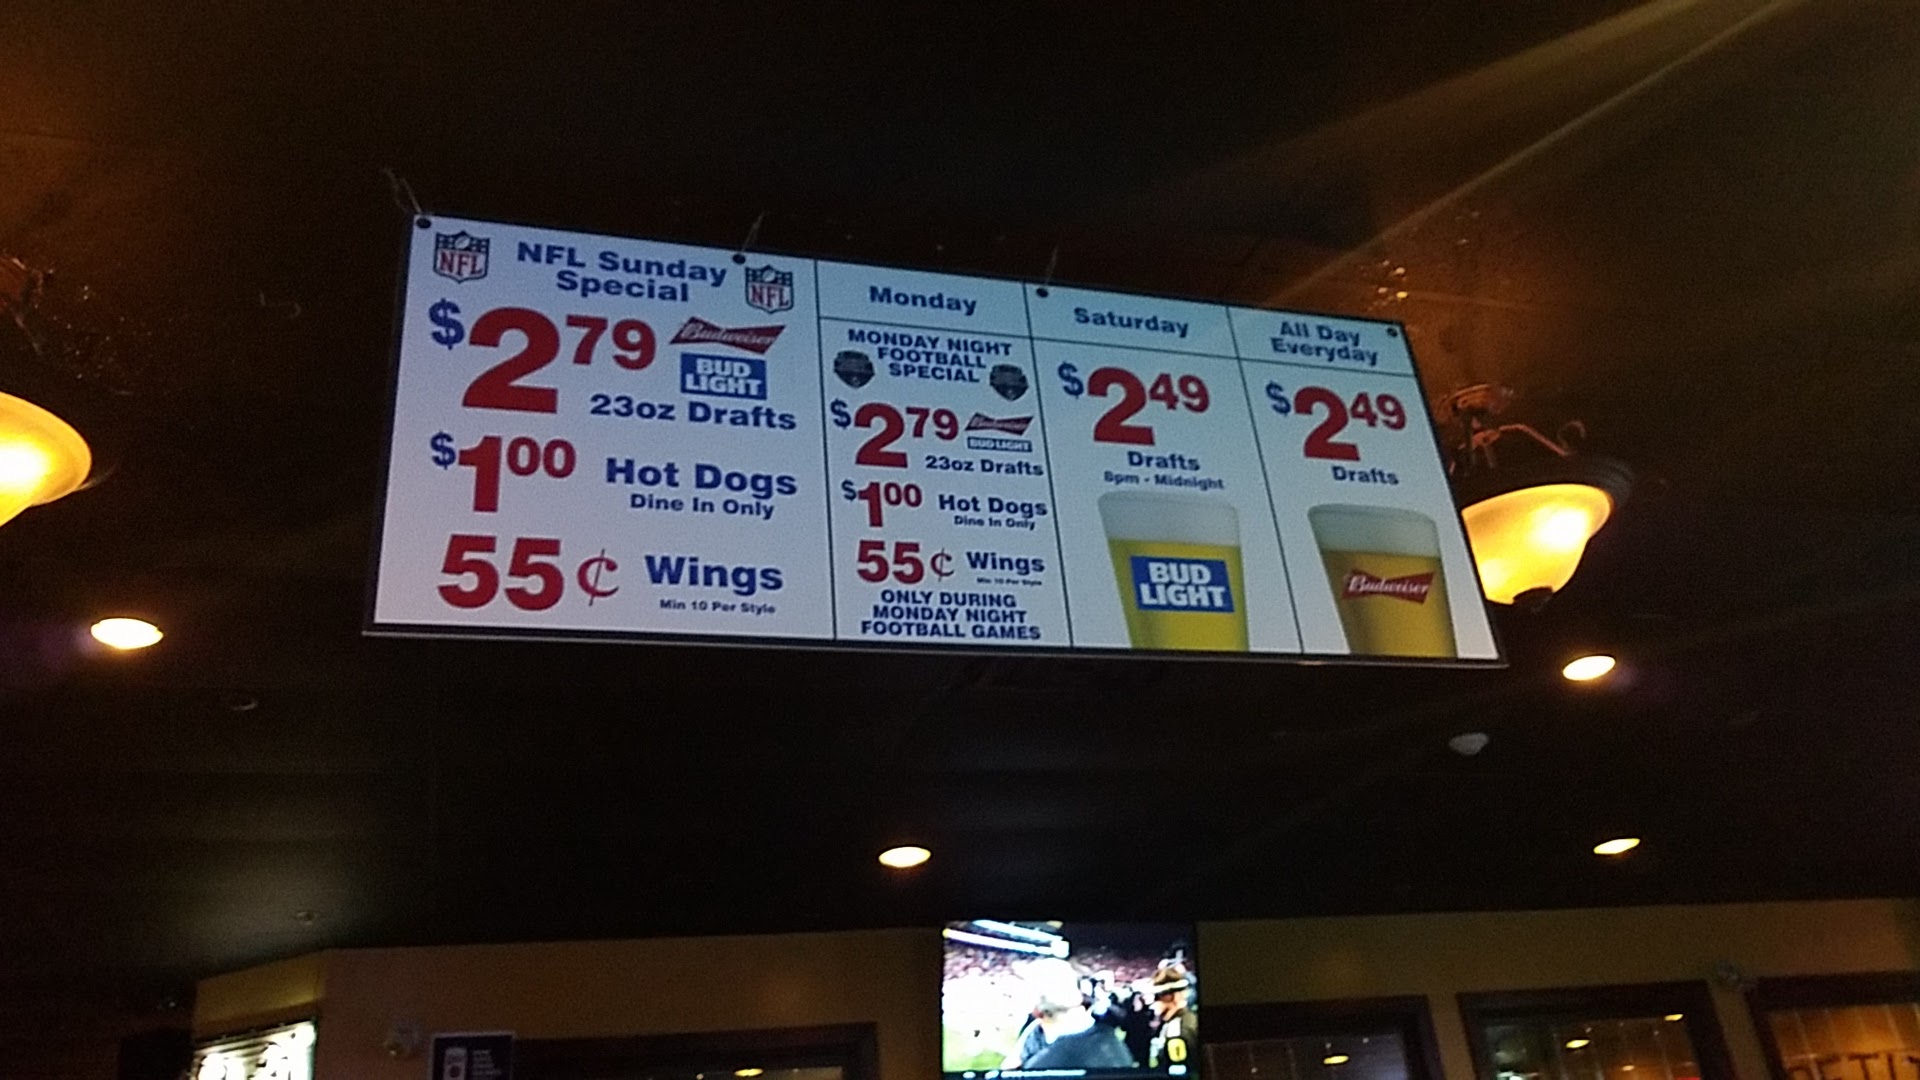 NFL
NFL Sunday
Special
NFL
$2 79 Budweiser
BUD
LIGHT
23oz Drafts
$1 00 Hot Dogs
Dine In Only
55¢ Wings
Min 10 Per Style
Monday
MONDAY NIGHT
FOOTBALL
SPECIAL
$2 79 Budweiser
BUD LIGHT
23oz Drafts
$1 00 Hot Dogs
Dine In Only
55¢ Wings
Min 10 Per Style
ONLY DURING
MONDAY NIGHT
FOOTBALL GAMES
Saturday
$2 49
Drafts
8pm - Midnight
BUD
LIGHT
All Day
Everyday
$2 49
Drafts
Budweiser